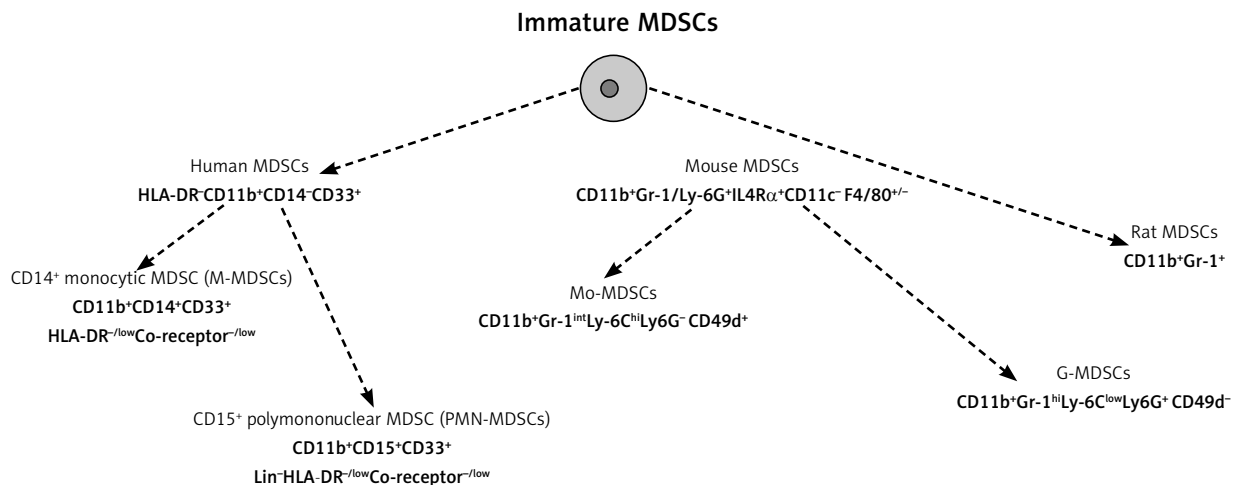 Immature MDSCs
Human MDSCs
HLA-DR⁻CD11b⁺CD14⁻CD33⁺
Mouse MDSCs
CD11b⁺Gr-1/Ly-6G⁺IL4Rα⁺CD11c⁻ F4/80⁺/⁻
Rat MDSCs
CD11b⁺Gr-1⁺
CD14⁺ monocytic MDSC (M-MDSCs)
CD11b⁺CD14⁺CD33⁺
HLA-DR⁻/ˡᵒʷCo-receptor⁻/ˡᵒʷ
Mo-MDSCs
CD11b⁺Gr-1ⁱⁿᵗLy-6CʰⁱLy6G⁻ CD49d⁺
G-MDSCs
CD11b⁺Gr-1ʰⁱLy-6CˡᵒʷLy6G⁺ CD49d⁻
CD15⁺ polymononuclear MDSC (PMN-MDSCs)
CD11b⁺CD15⁺CD33⁺
Lin⁻HLA-DR⁻/ˡᵒʷCo-receptor⁻/ˡᵒʷ